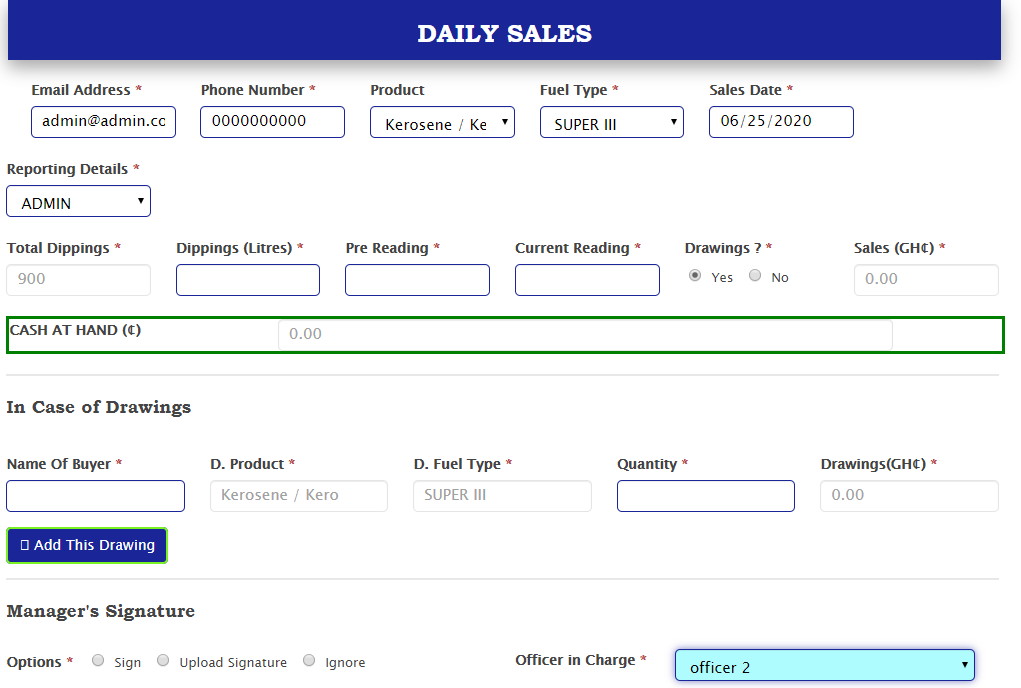 DAILY SALES
Email Address * Phone Number * Product Fuel Type * Sales Date *
admin@admin.co 0000000000 Kerosene / Ke SUPER III 06/25/2020
Reporting Details *
ADMIN
Total Dippings * Dippings (Litres) * Pre Reading * Current Reading * Drawings ? * Sales (GH₵) *
900 Yes No 0.00
CASH AT HAND (₵) 0.00
In Case of Drawings
Name Of Buyer * D. Product * D. Fuel Type * Quantity * Drawings(GH₵) *
Kerosene / Kero SUPER III 0.00
Add This Drawing
Manager's Signature
Options * Sign Upload Signature Ignore Officer in Charge * officer 2